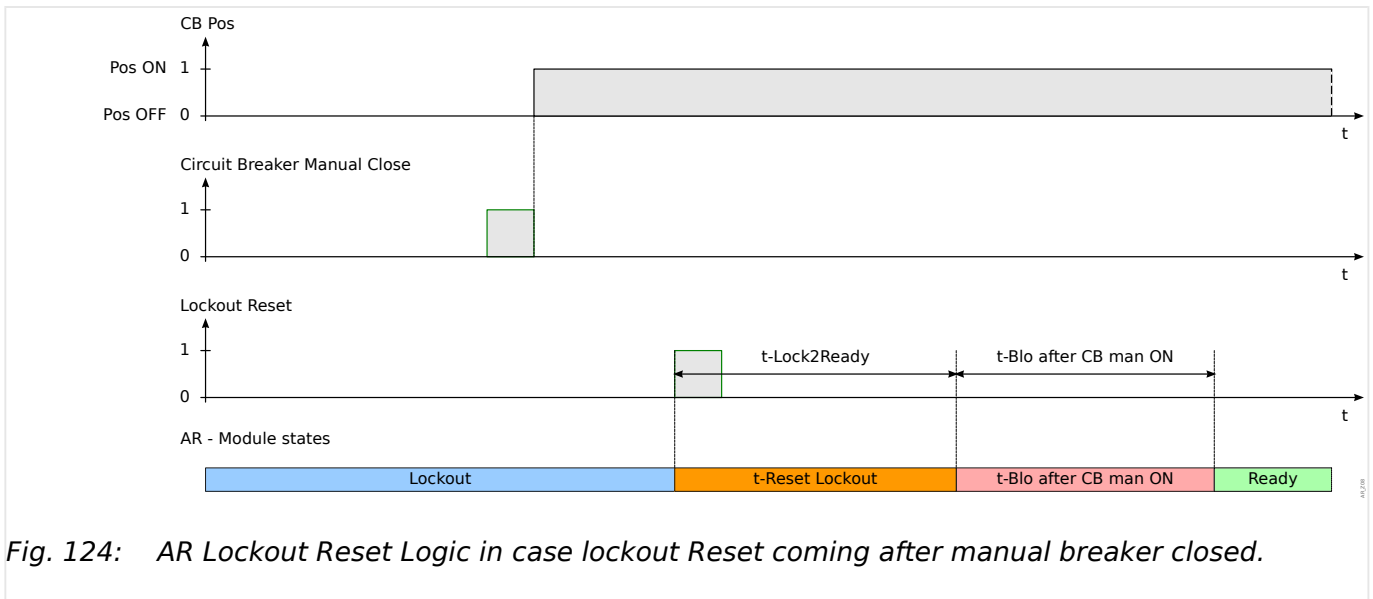 CB Pos
Pos ON 1
Pos OFF 0
t
Circuit Breaker Manual Close
1
0
t
Lockout Reset
1 t-Lock2Ready t-Blo after CB man ON
0
t
AR - Module states
Lockout t-Reset Lockout t-Blo after CB man ON Ready
Fig. 124: AR Lockout Reset Logic in case lockout Reset coming after manual breaker closed.